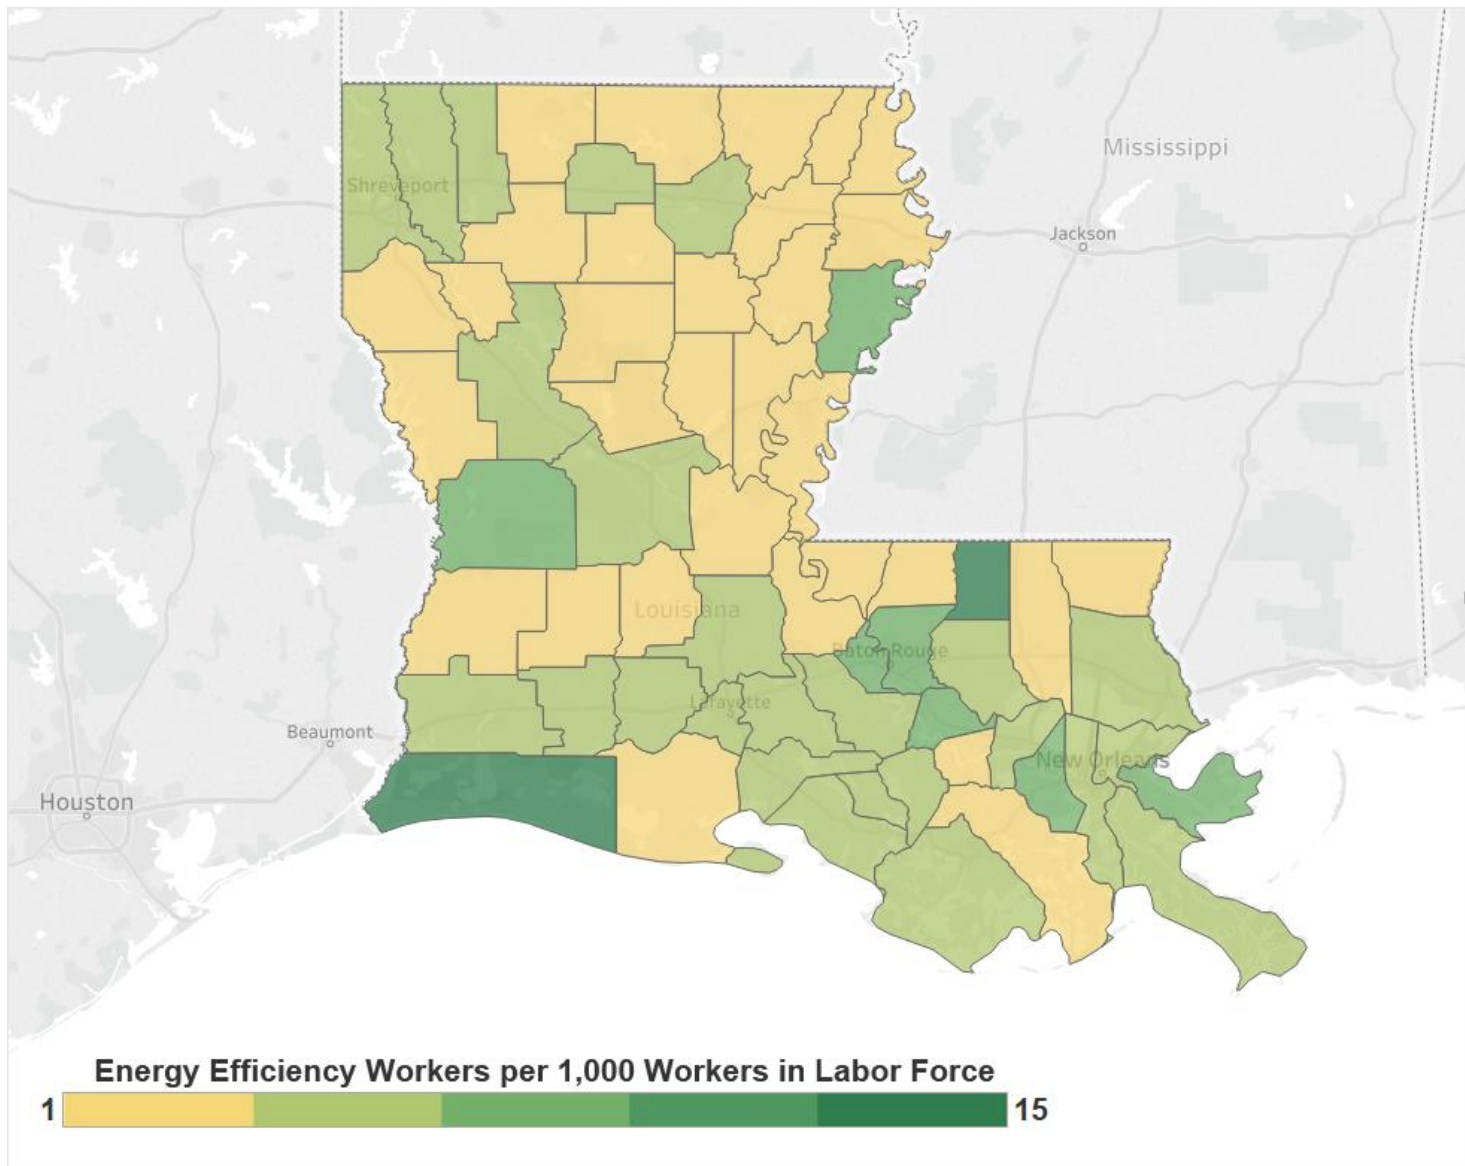 Mississippi
Shreveport
Jackson
Louisiana
Baton Rouge
Lafayette
Beaumont
New Orleans
Houston
Energy Efficiency Workers per 1,000 Workers in Labor Force
1 15